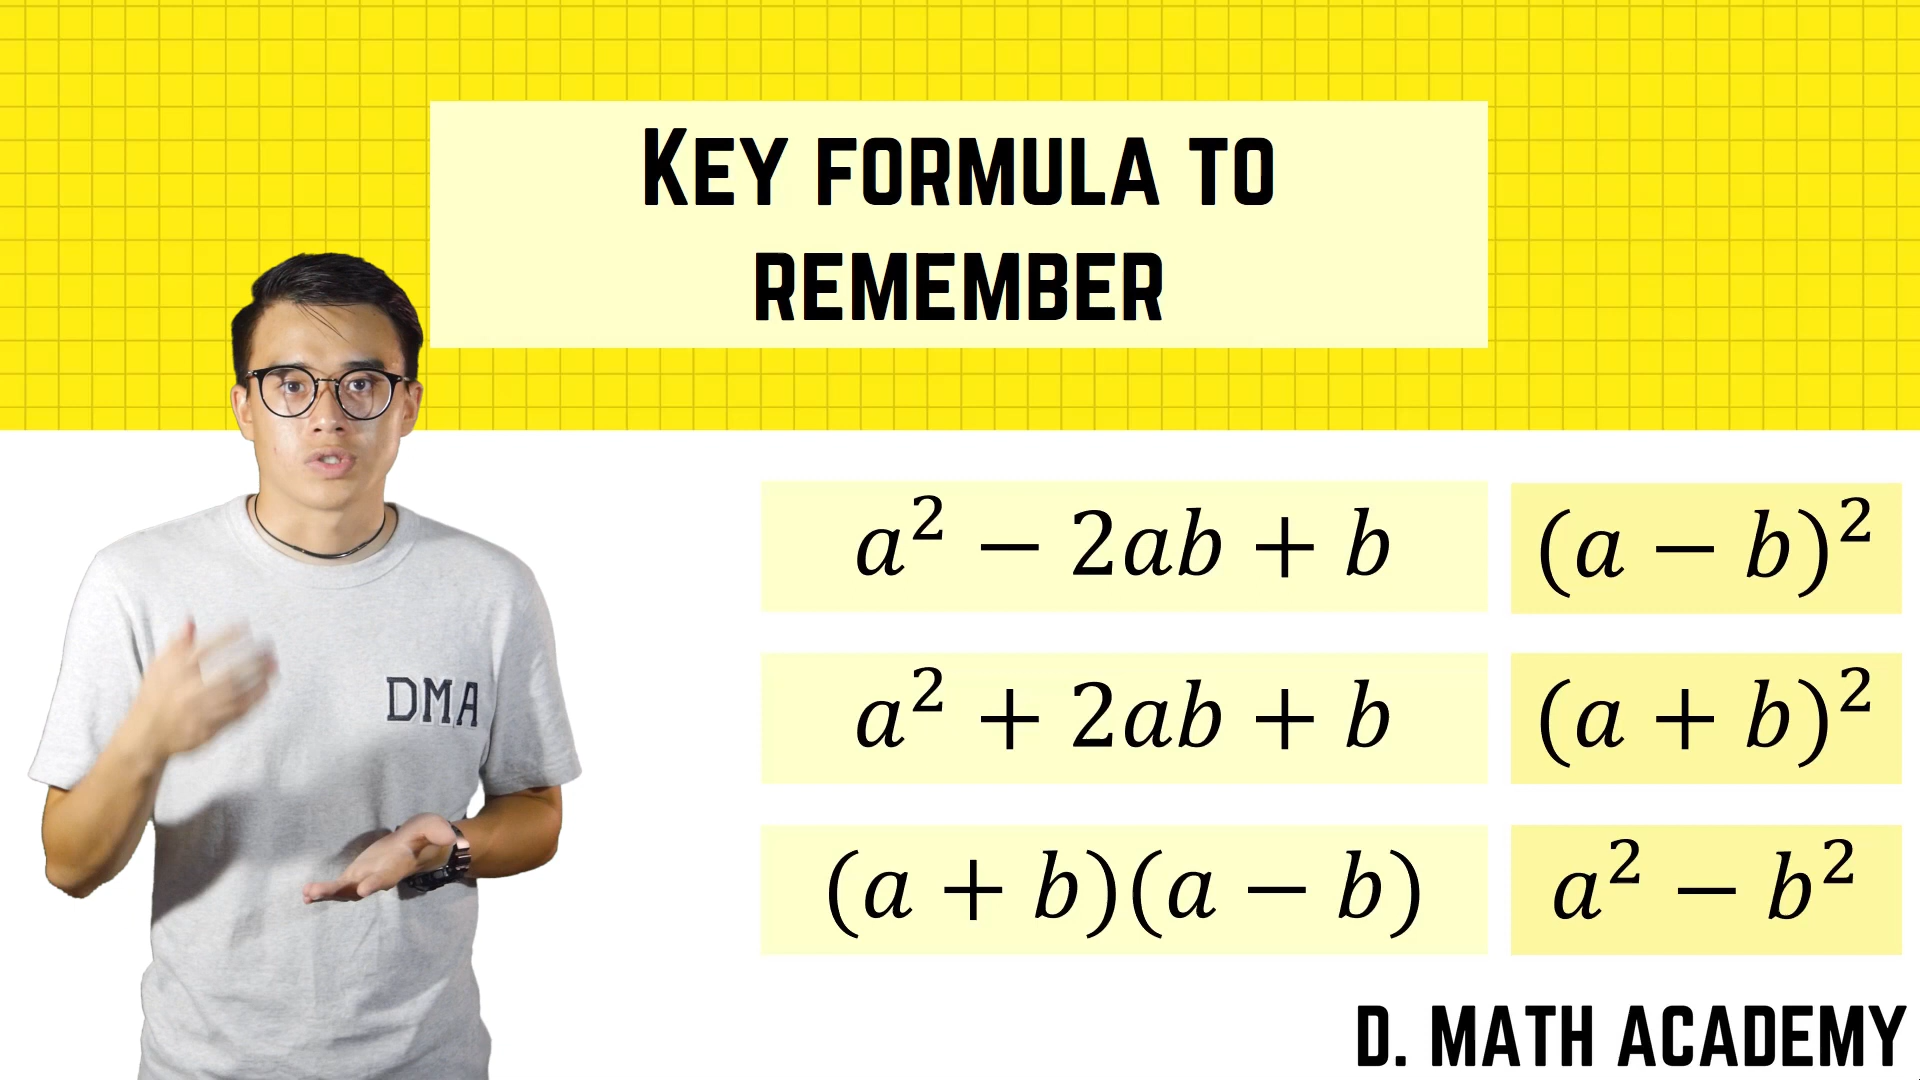 KEY FORMULA TO
REMEMBER
a² − 2ab + b (a − b)²
DMA
a² + 2ab + b (a + b)²
(a + b)(a − b) a² − b²
D. MATH ACADEMY